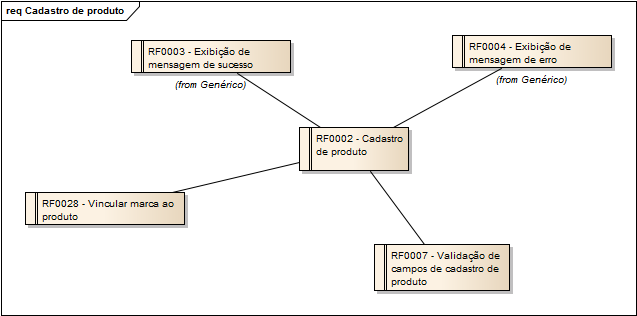 req Cadastro de produto
RF0003 - Exibição de
mensagem de sucesso
(from Genérico)
RF0004 - Exibição de
mensagem de erro
(from Genérico)
RF0002 - Cadastro
de produto
RF0028 - Vincular marca ao
produto
RF0007 - Validação de
campos de cadastro de
produto